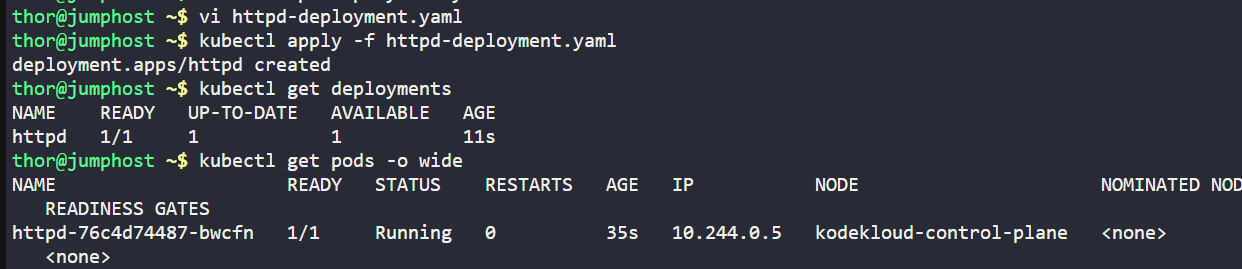 thor@jumphost ~$ vi httpd-deployment.yaml
thor@jumphost ~$ kubectl apply -f httpd-deployment.yaml
deployment.apps/httpd created
thor@jumphost ~$ kubectl get deployments
NAME    READY   UP-TO-DATE   AVAILABLE   AGE
httpd   1/1     1            1           11s
thor@jumphost ~$ kubectl get pods -o wide
NAME                     READY   STATUS    RESTARTS   AGE   IP           NODE                      NOMINATED NOD
   READINESS GATES
httpd-76c4d74487-bwcfn   1/1     Running   0          35s   10.244.0.5   kodekloud-control-plane   <none>
   <none>